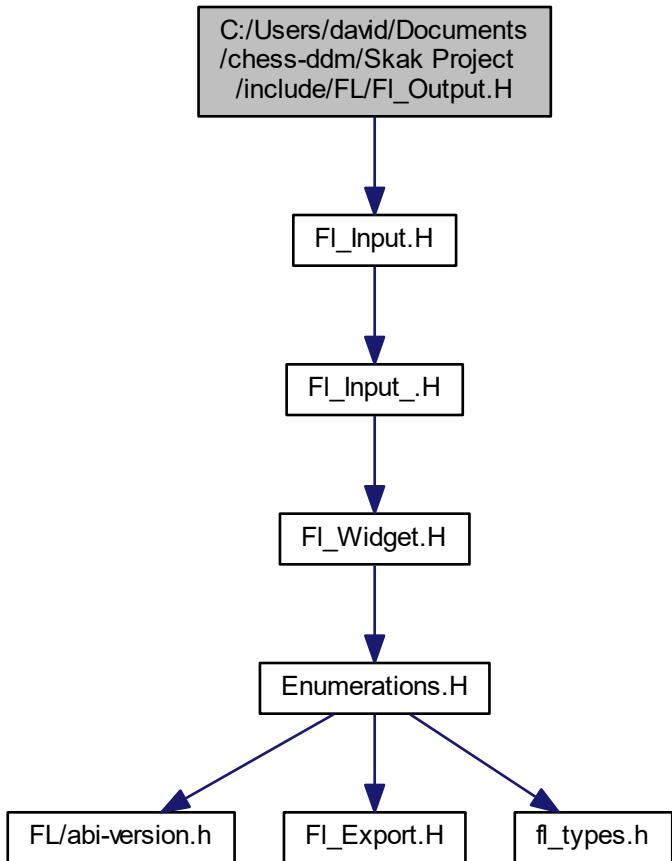 C:/Users/david/Documents
/chess-ddm/Skak Project
/include/FL/Fl_Output.H
Fl_Input.H
Fl_Input_.H
Fl_Widget.H
Enumerations.H
FL/abi-version.h
Fl_Export.H
fl_types.h